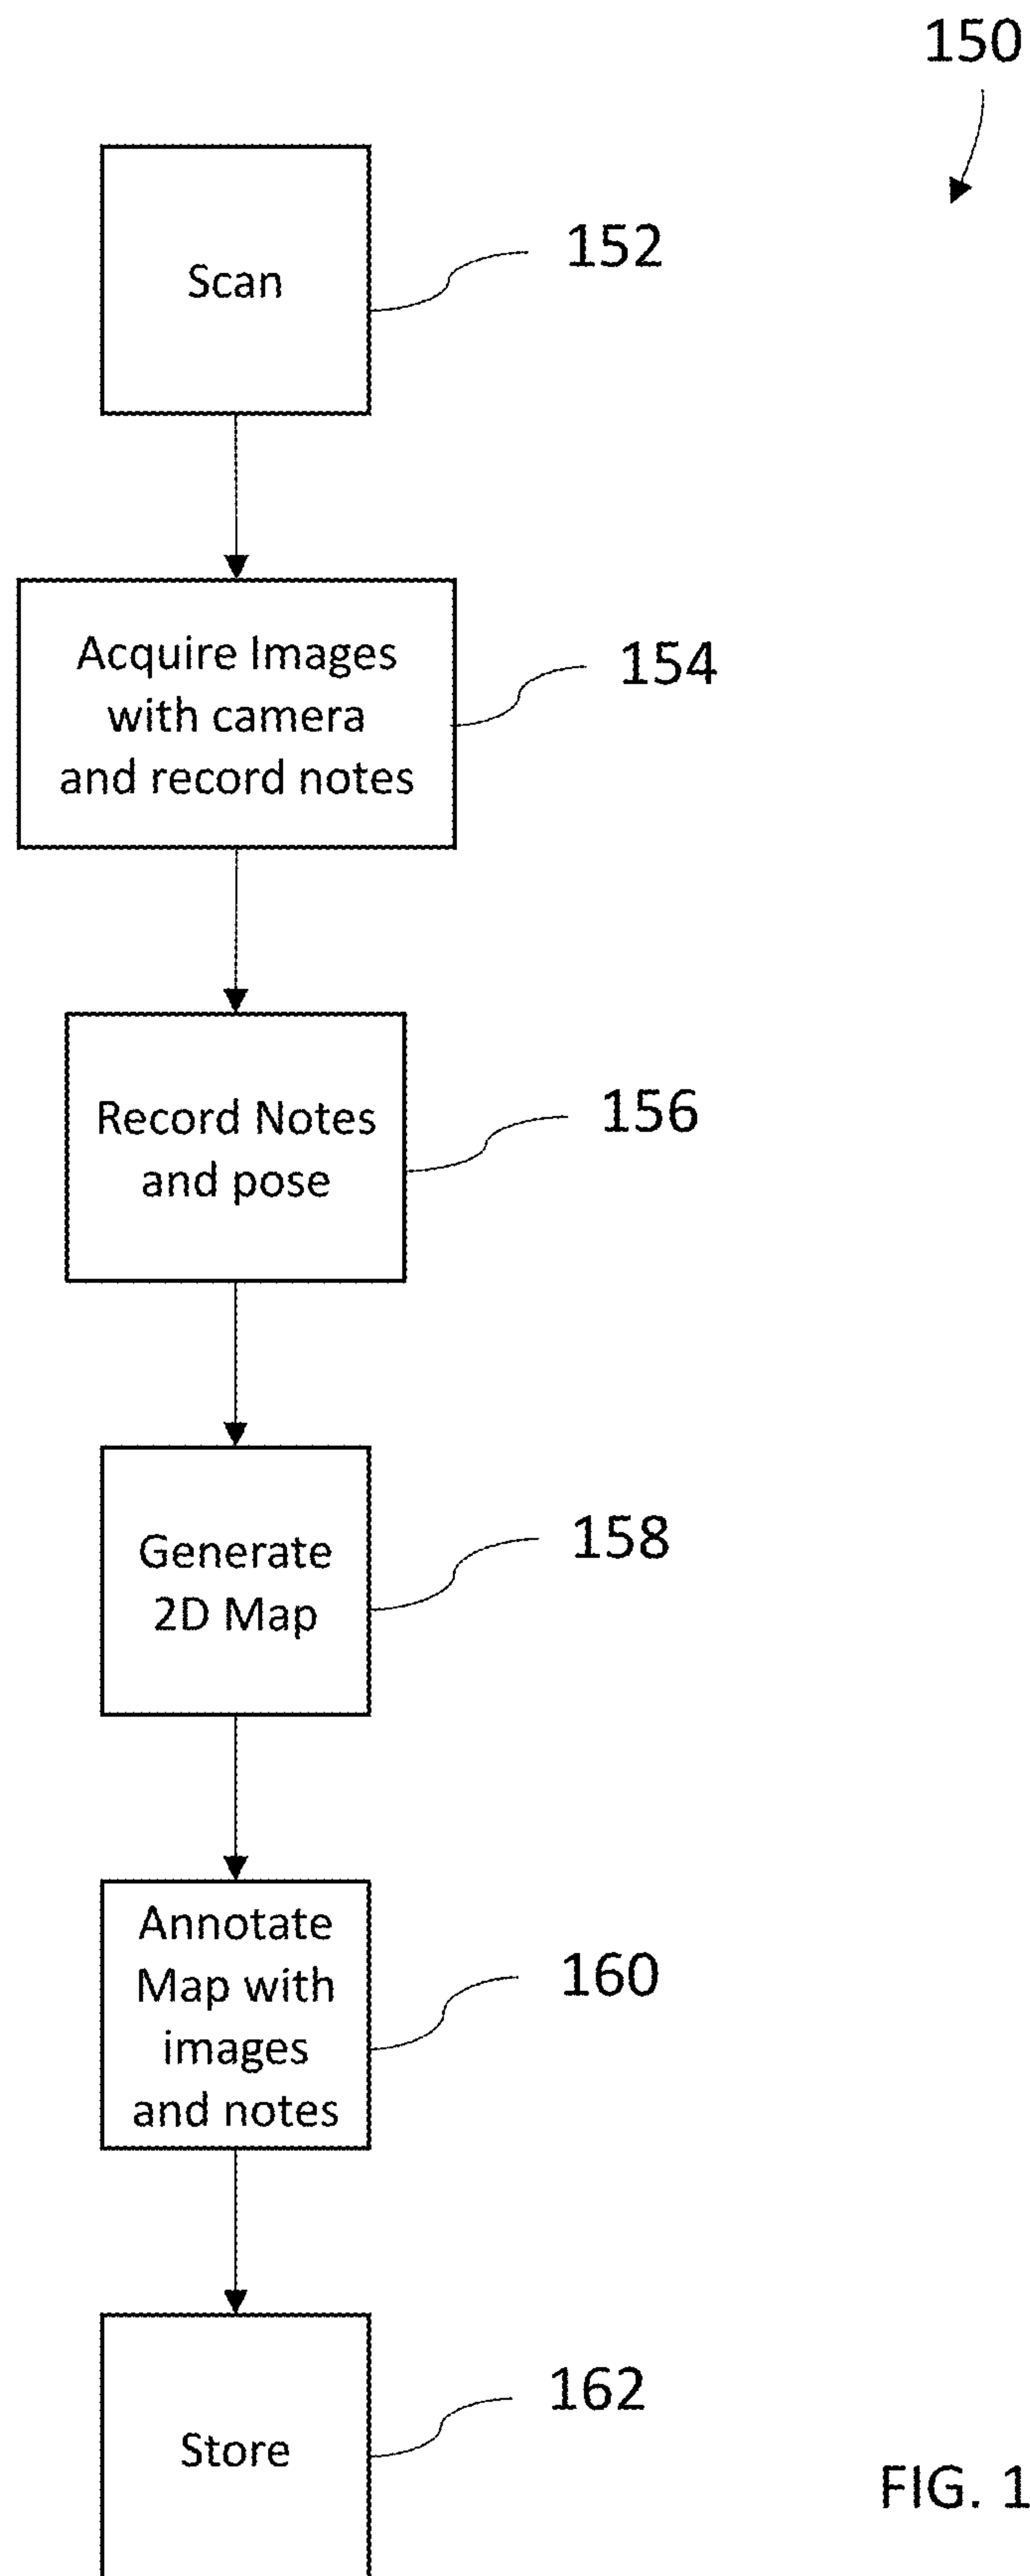 150
Scan
152
Acquire Images
with camera
and record notes
154
Record Notes
and pose
156
Generate
2D Map
158
Annotate
Map with
images
and notes
160
Store
162
FIG. 1